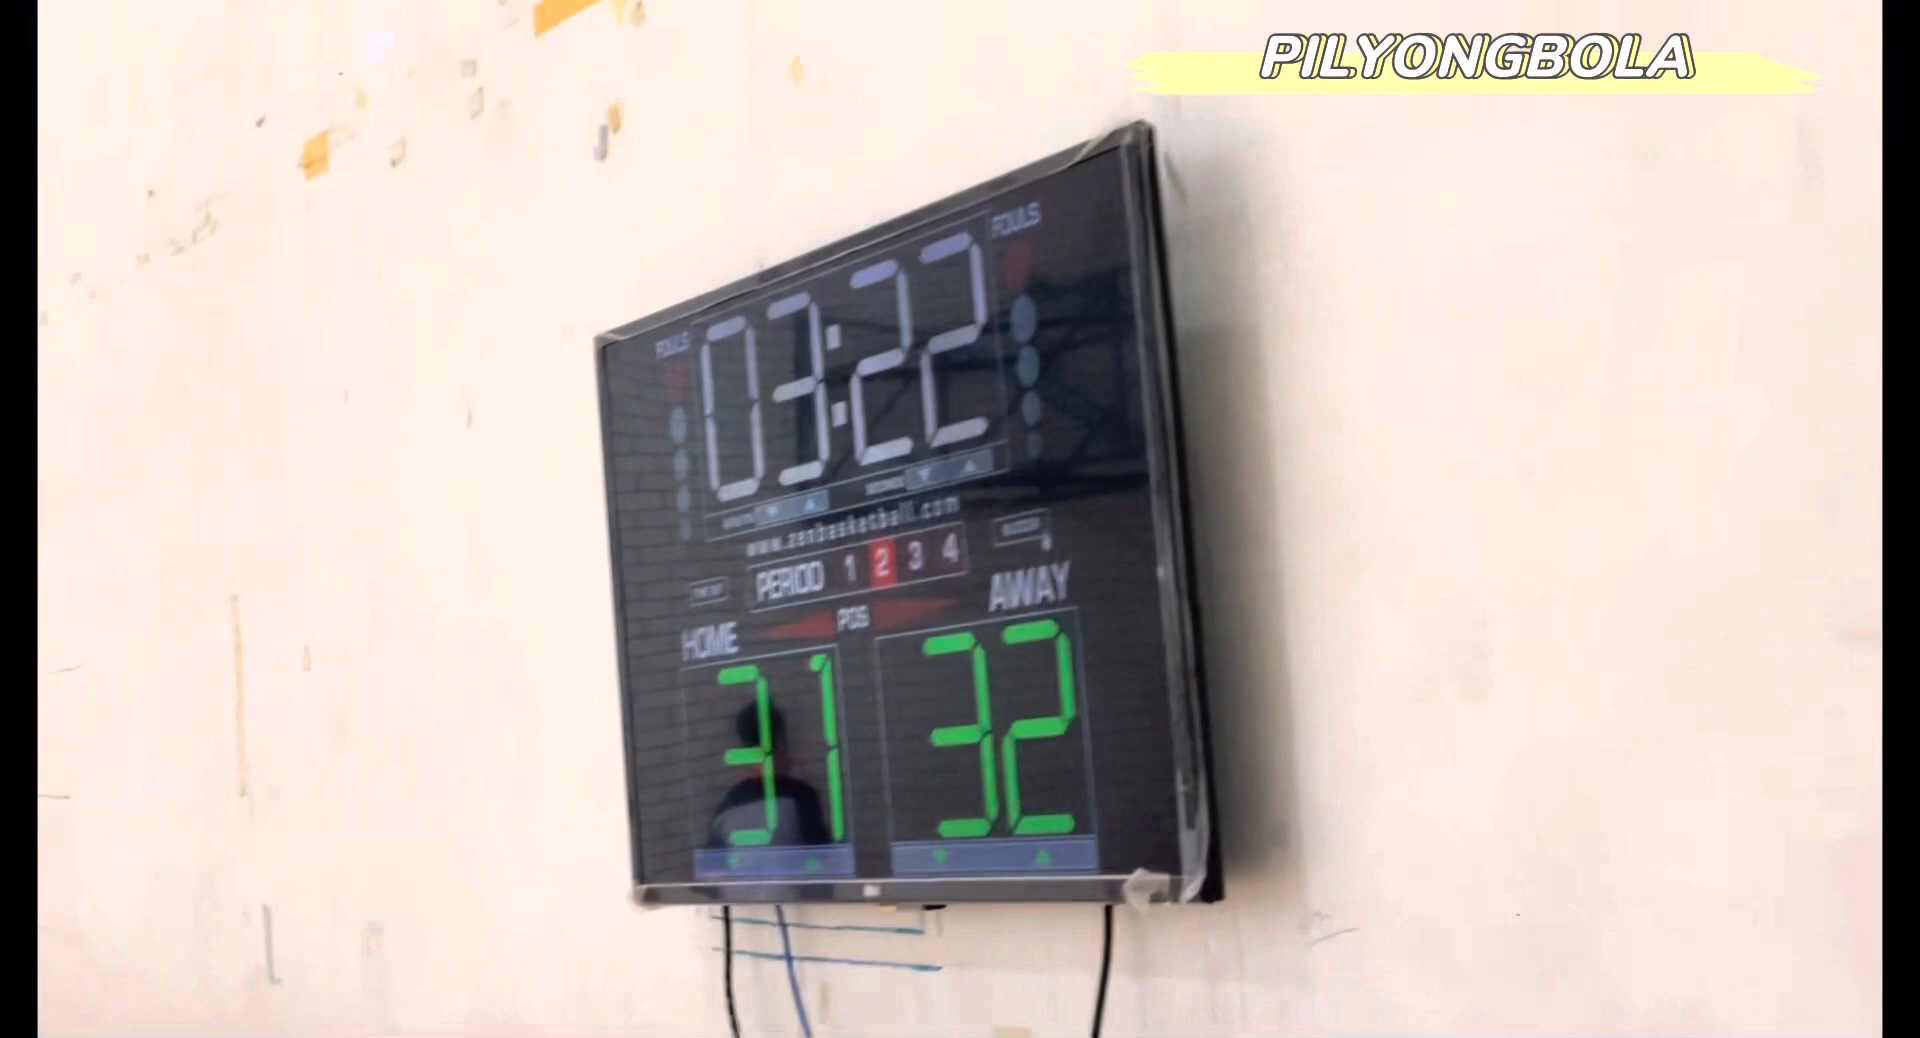 PILYONGBOLA
FOULS
FOULS
03:22
www.zenbasketball.com
PERIOD 1 2 3 4
HOME
POS
AWAY
31
32